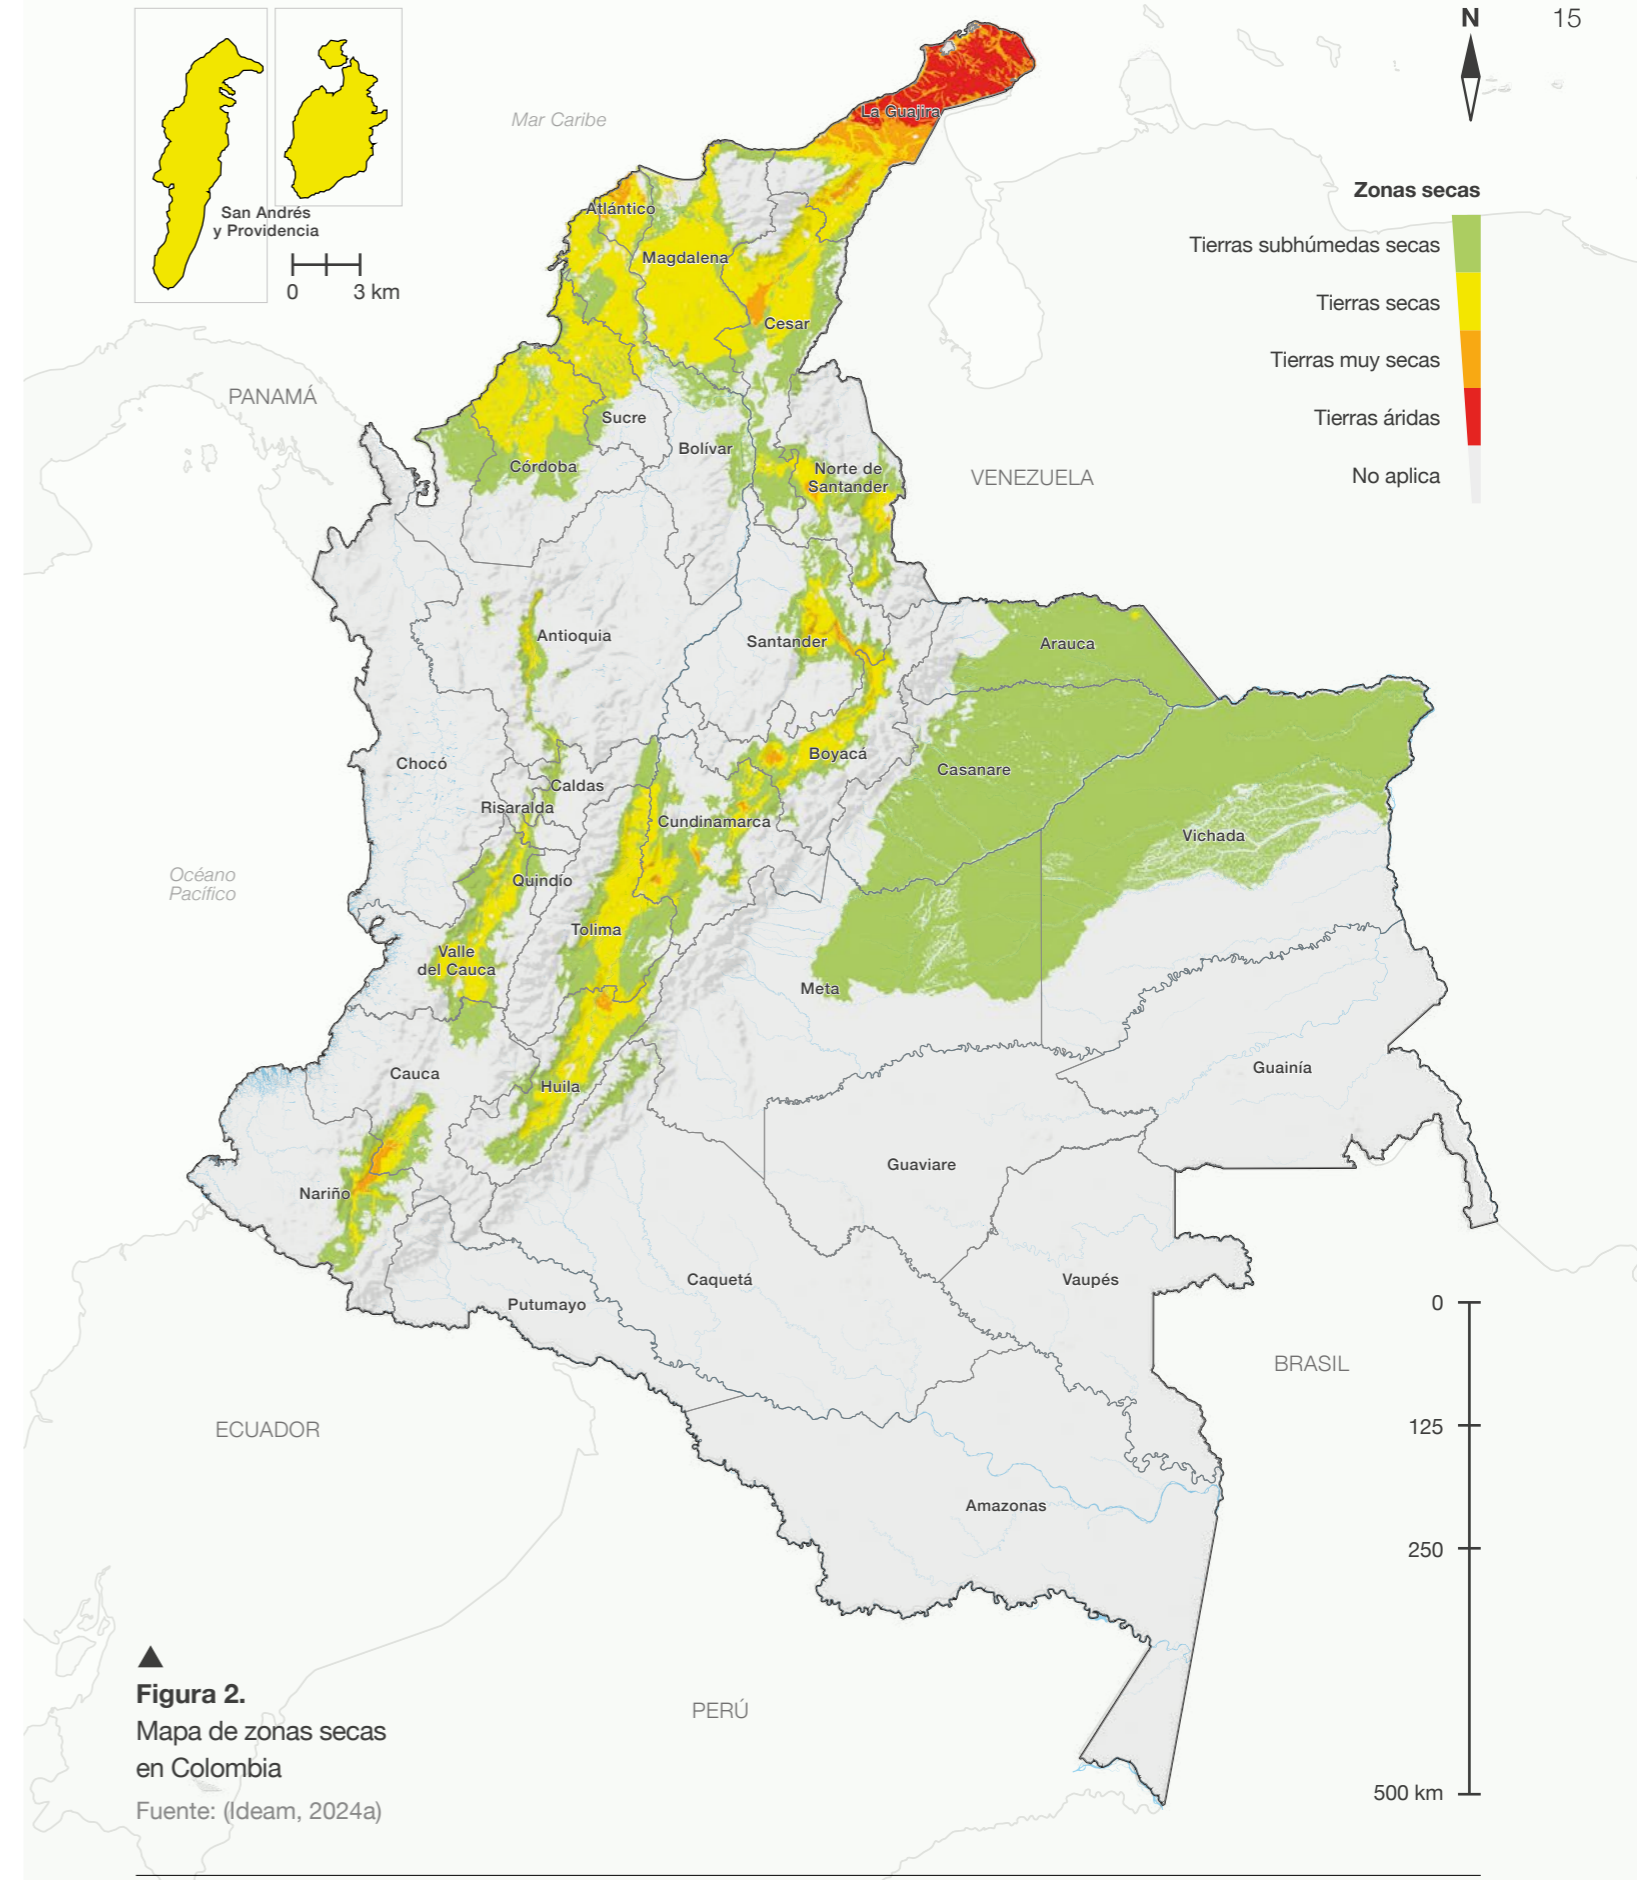 N
15
Mar Caribe
San Andrés
y Providencia
0
3 km
Zonas secas
Tierras subhúmedas secas
Tierras secas
Tierras muy secas
Tierras áridas
No aplica
La Guajira
Atlántico
Magdalena
Cesar
PANAMÁ
Sucre
Bolívar
Córdoba
Norte de
Santander
VENEZUELA
Antioquia
Santander
Arauca
Chocó
Boyacá
Casanare
Caldas
Risaralda
Cundinamarca
Vichada
Océano
Pacífico
Quindío
Tolima
Valle
del Cauca
Meta
Cauca
Huila
Guainía
Guaviare
Nariño
Caquetá
Vaupés
Putumayo
BRASIL
ECUADOR
Amazonas
PERÚ
0
125
250
500 km
Figura 2.
Mapa de zonas secas
en Colombia
Fuente: (Ideam, 2024a)